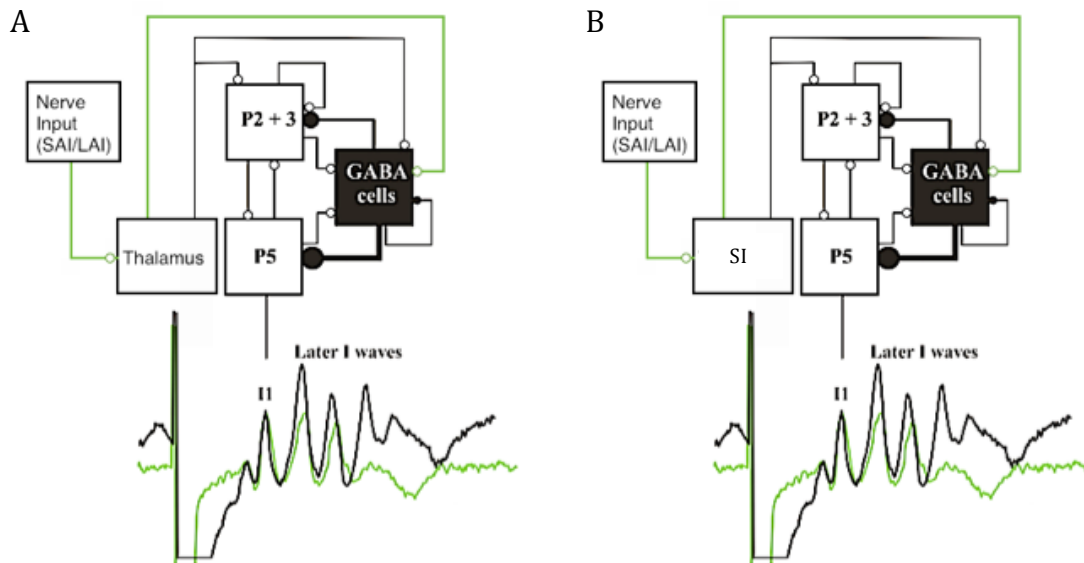 A
Nerve
Input
(SAI/LAI)
P2 + 3
GABA
cells
Thalamus
P5
Later I waves
I1
B
Nerve
Input
(SAI/LAI)
P2 + 3
GABA
cells
SI
P5
Later I waves
I1